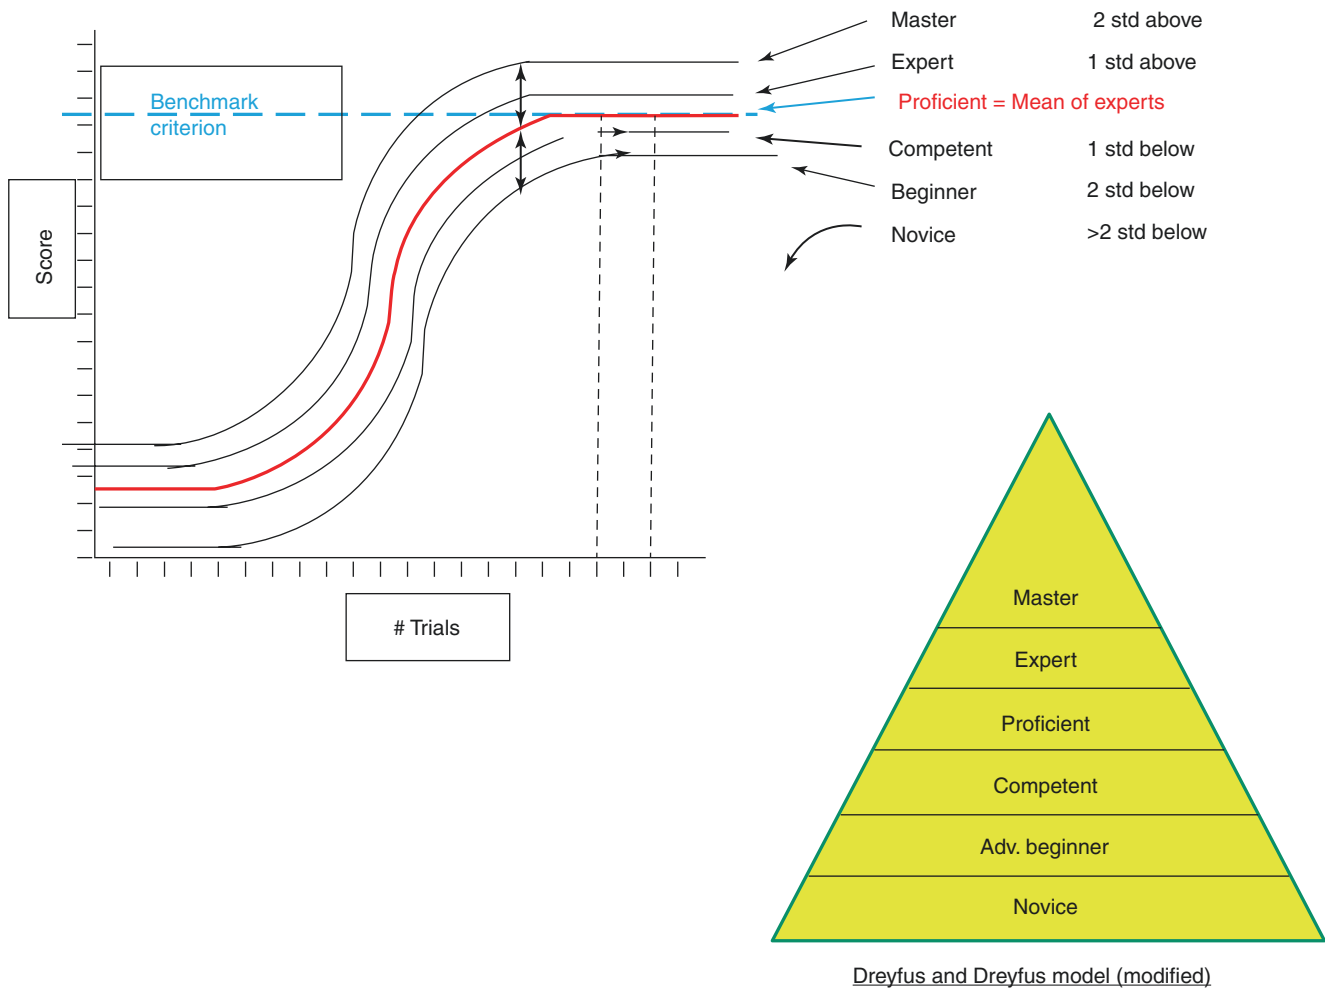 Master 2 std above
Expert 1 std above
Benchmark
criterion
Proficient = Mean of experts
Competent 1 std below
Beginner 2 std below
Novice >2 std below
Score
# Trials
Master
Expert
Proficient
Competent
Adv. beginner
Novice
Dreyfus and Dreyfus model (modified)